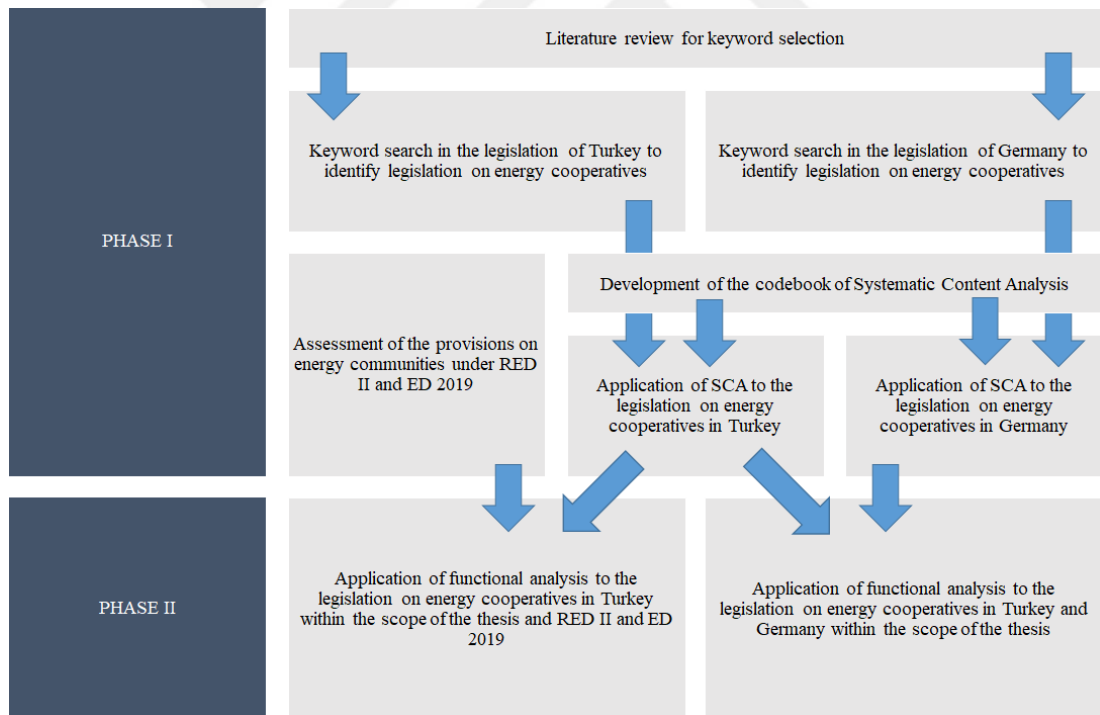 Literature review for keyword selection
PHASE I
Keyword search in the legislation of Turkey to
identify legislation on energy cooperatives
Keyword search in the legislation of Germany to
identify legislation on energy cooperatives
Development of the codebook of Systematic Content Analysis
Assessment of the provisions on
energy communities under RED
II and ED 2019
Application of SCA to the
legislation on energy
cooperatives in Turkey
Application of SCA to the
legislation on energy
cooperatives in Germany
PHASE II
Application of functional analysis to the
legislation on energy cooperatives in Turkey
within the scope of the thesis and RED II and ED
2019
Application of functional analysis to the
legislation on energy cooperatives in Turkey and
Germany within the scope of the thesis